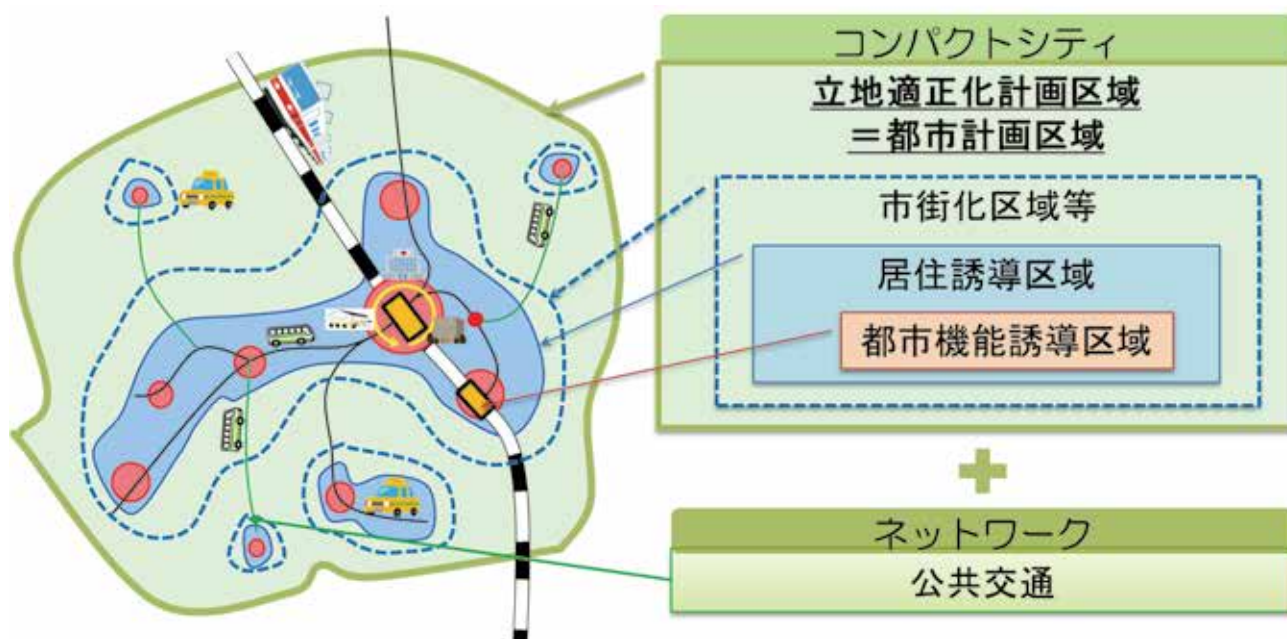 コンパクトシティ
立地適正化計画区域
＝都市計画区域
市街化区域等
居住誘導区域
都市機能誘導区域
ネットワーク
公共交通